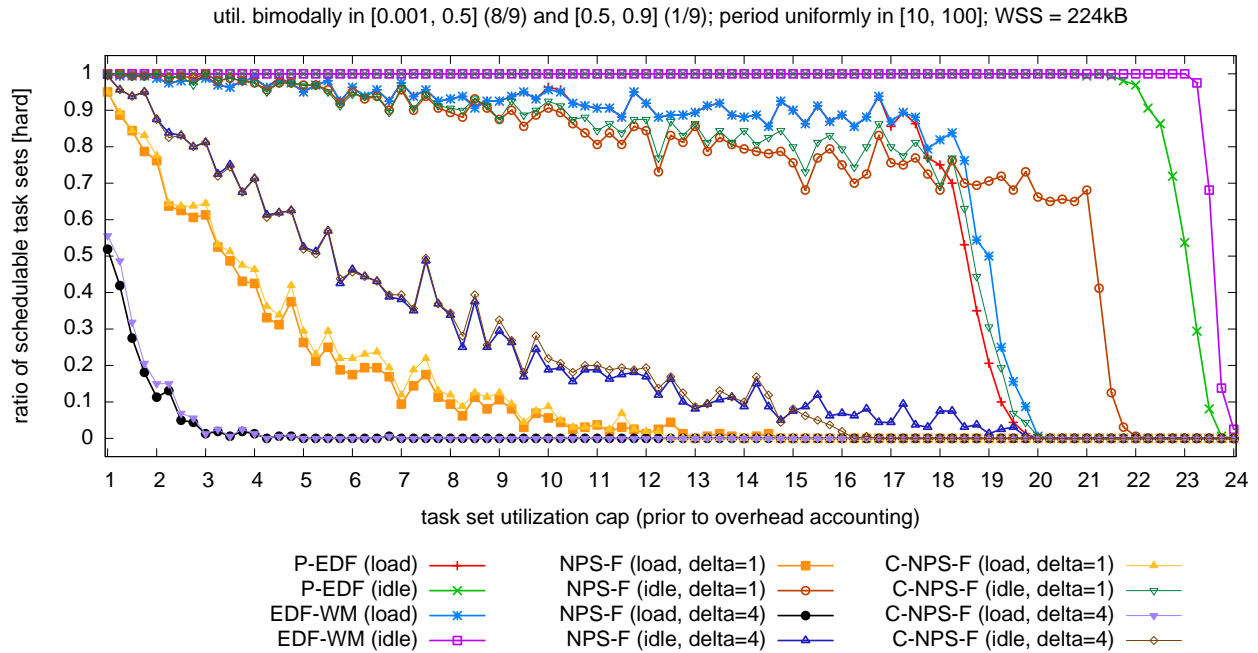 util. bimodally in [0.001, 0.5] (8/9) and [0.5, 0.9] (1/9); period uniformly in [10, 100]; WSS = 224kB
ratio of schedulable task sets [hard]
1
0.9
0.8
0.7
0.6
0.5
0.4
0.3
0.2
0.1
0
1 2 3 4 5 6 7 8 9 10 11 12 13 14 15 16 17 18 19 20 21 22 23 24
task set utilization cap (prior to overhead accounting)
P-EDF (load) NPS-F (load, delta=1) C-NPS-F (load, delta=1)
P-EDF (idle) NPS-F (idle, delta=1) C-NPS-F (idle, delta=1)
EDF-WM (load) NPS-F (load, delta=4) C-NPS-F (load, delta=4)
EDF-WM (idle) NPS-F (idle, delta=4) C-NPS-F (idle, delta=4)